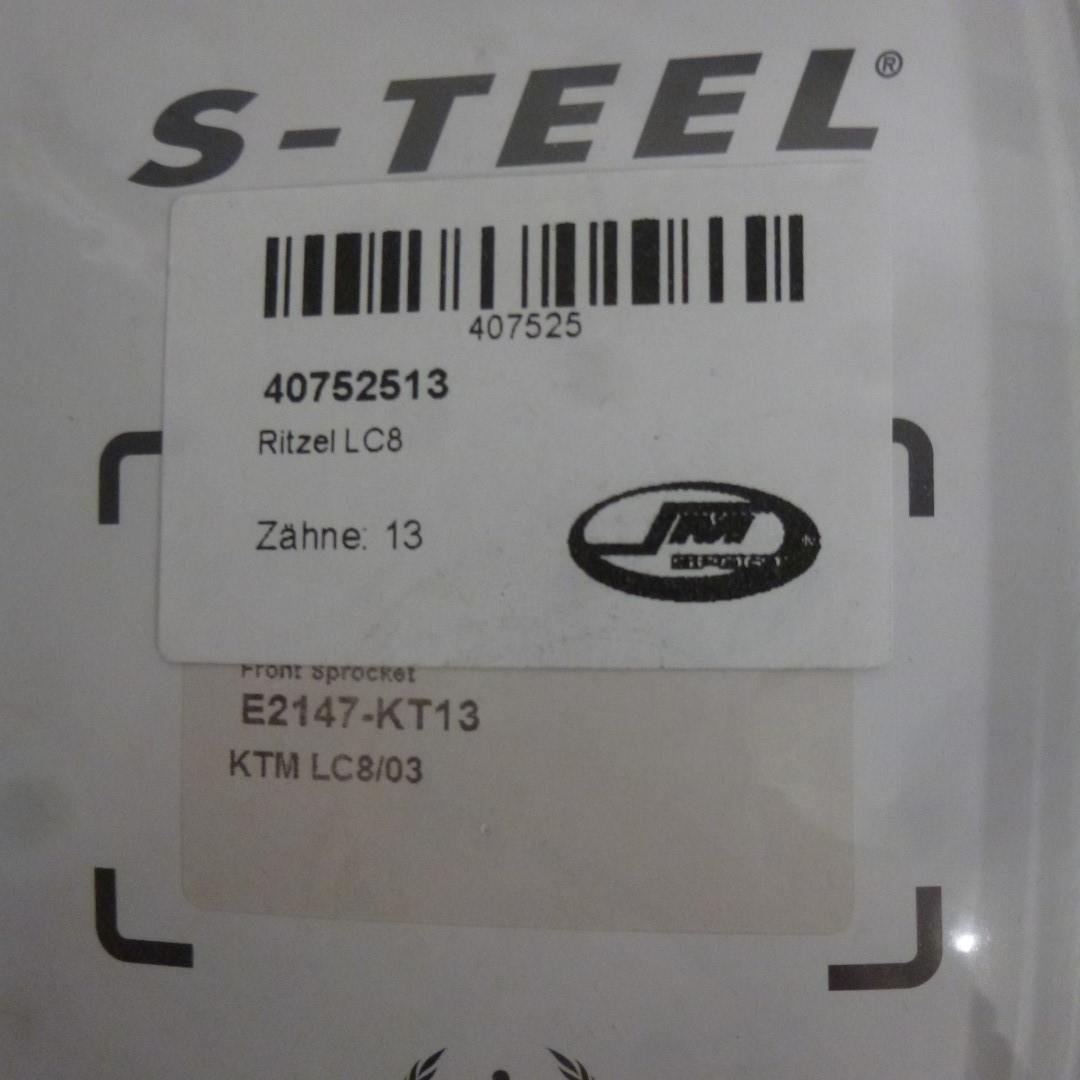 S-TEEL®
407525
40752513
Ritzel LC8
Zähne: 13
Front Sprocket
E2147-KT13
KTM LC8/03